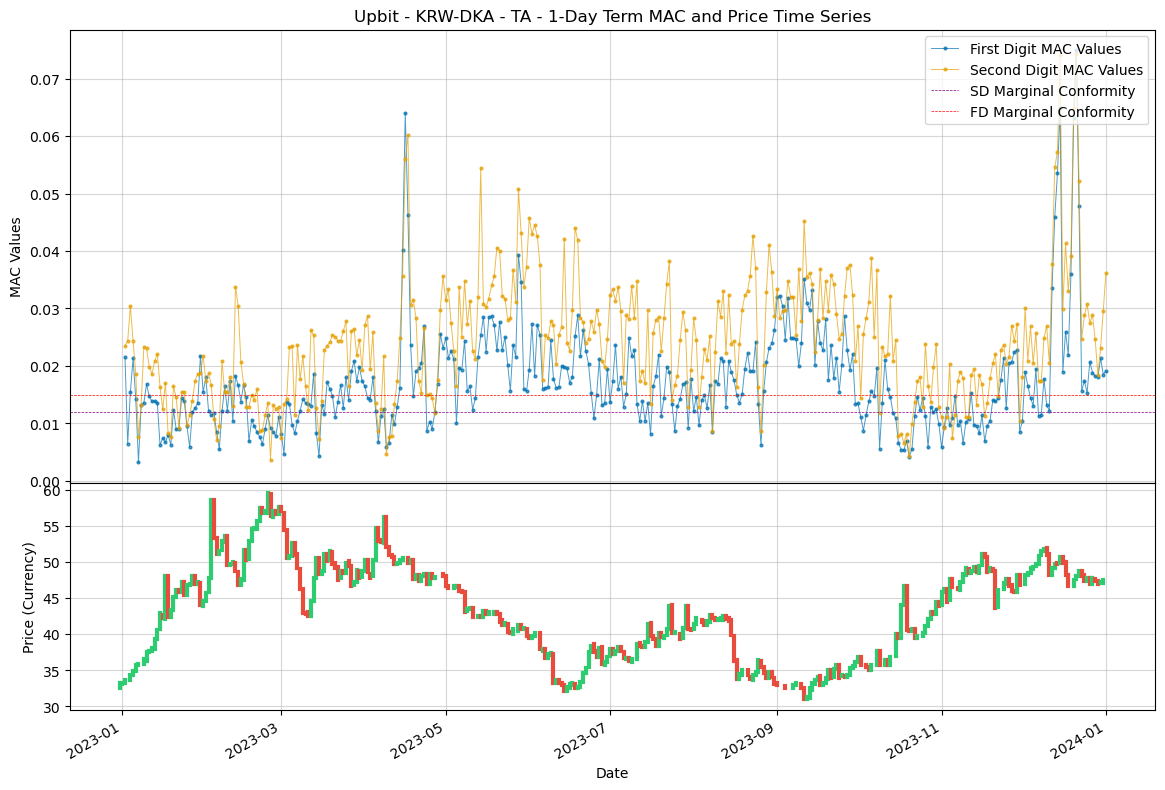 Upbit - KRW-DKA - TA - 1-Day Term MAC and Price Time Series
First Digit MAC Values
Second Digit MAC Values
SD Marginal Conformity
FD Marginal Conformity
MAC Values
0.07
0.06
0.05
0.04
0.03
0.02
0.01
0.00
Price (Currency)
60
55
50
45
40
35
30
2023-01
2023-03
2023-05
2023-07
2023-09
2023-11
2024-01
Date